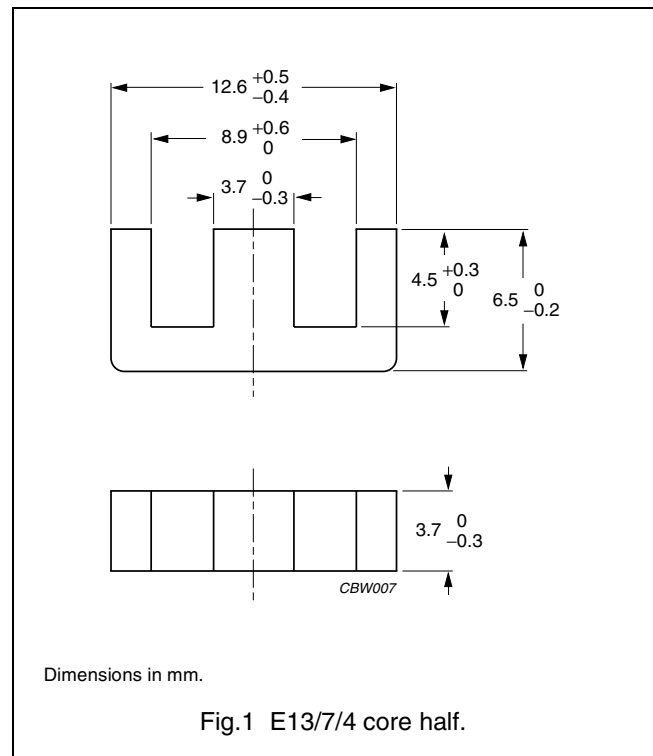 12.6 +0.5 −0.4
8.9 +0.6 0
3.7 0 −0.3
4.5 +0.3 0
6.5 0 −0.2
3.7 0 −0.3
CBW007
Dimensions in mm.
Fig.1 E13/7/4 core half.